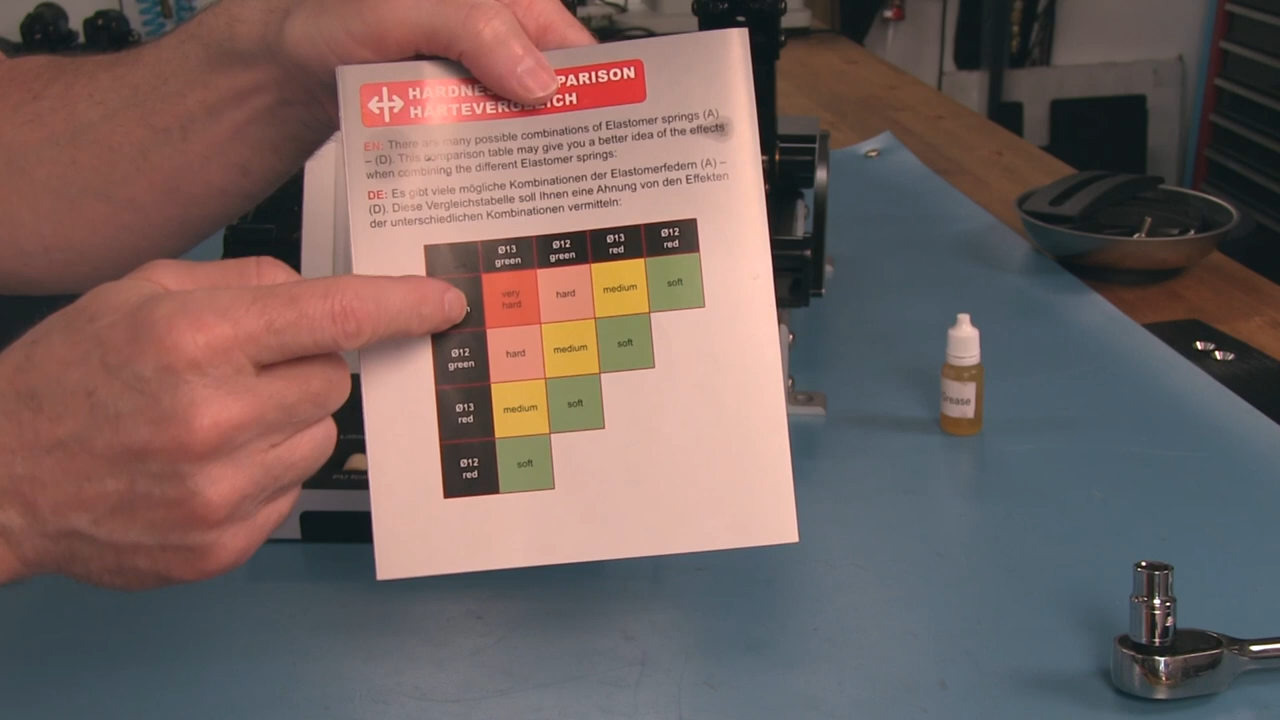 HARDNE PARISON
HÄRTEVERGLEICH
EN: There are many possible combinations of Elastomer springs (A)
– (D). This comparison table may give you a better idea of the effects
when combining the different Elastomer springs:
DE: Es gibt viele mögliche Kombinationen der Elastomerfedern (A) –
(D). Diese Vergleichstabelle soll Ihnen eine Ahnung von den Effekten
der unterschiedlichen Kombinationen vermitteln:
Ø13 Ø12 Ø13 Ø12
green green red red
very hard medium soft
hard
Ø12 hard medium soft
green
Ø13 medium soft
red
Ø12 soft
red
Grease